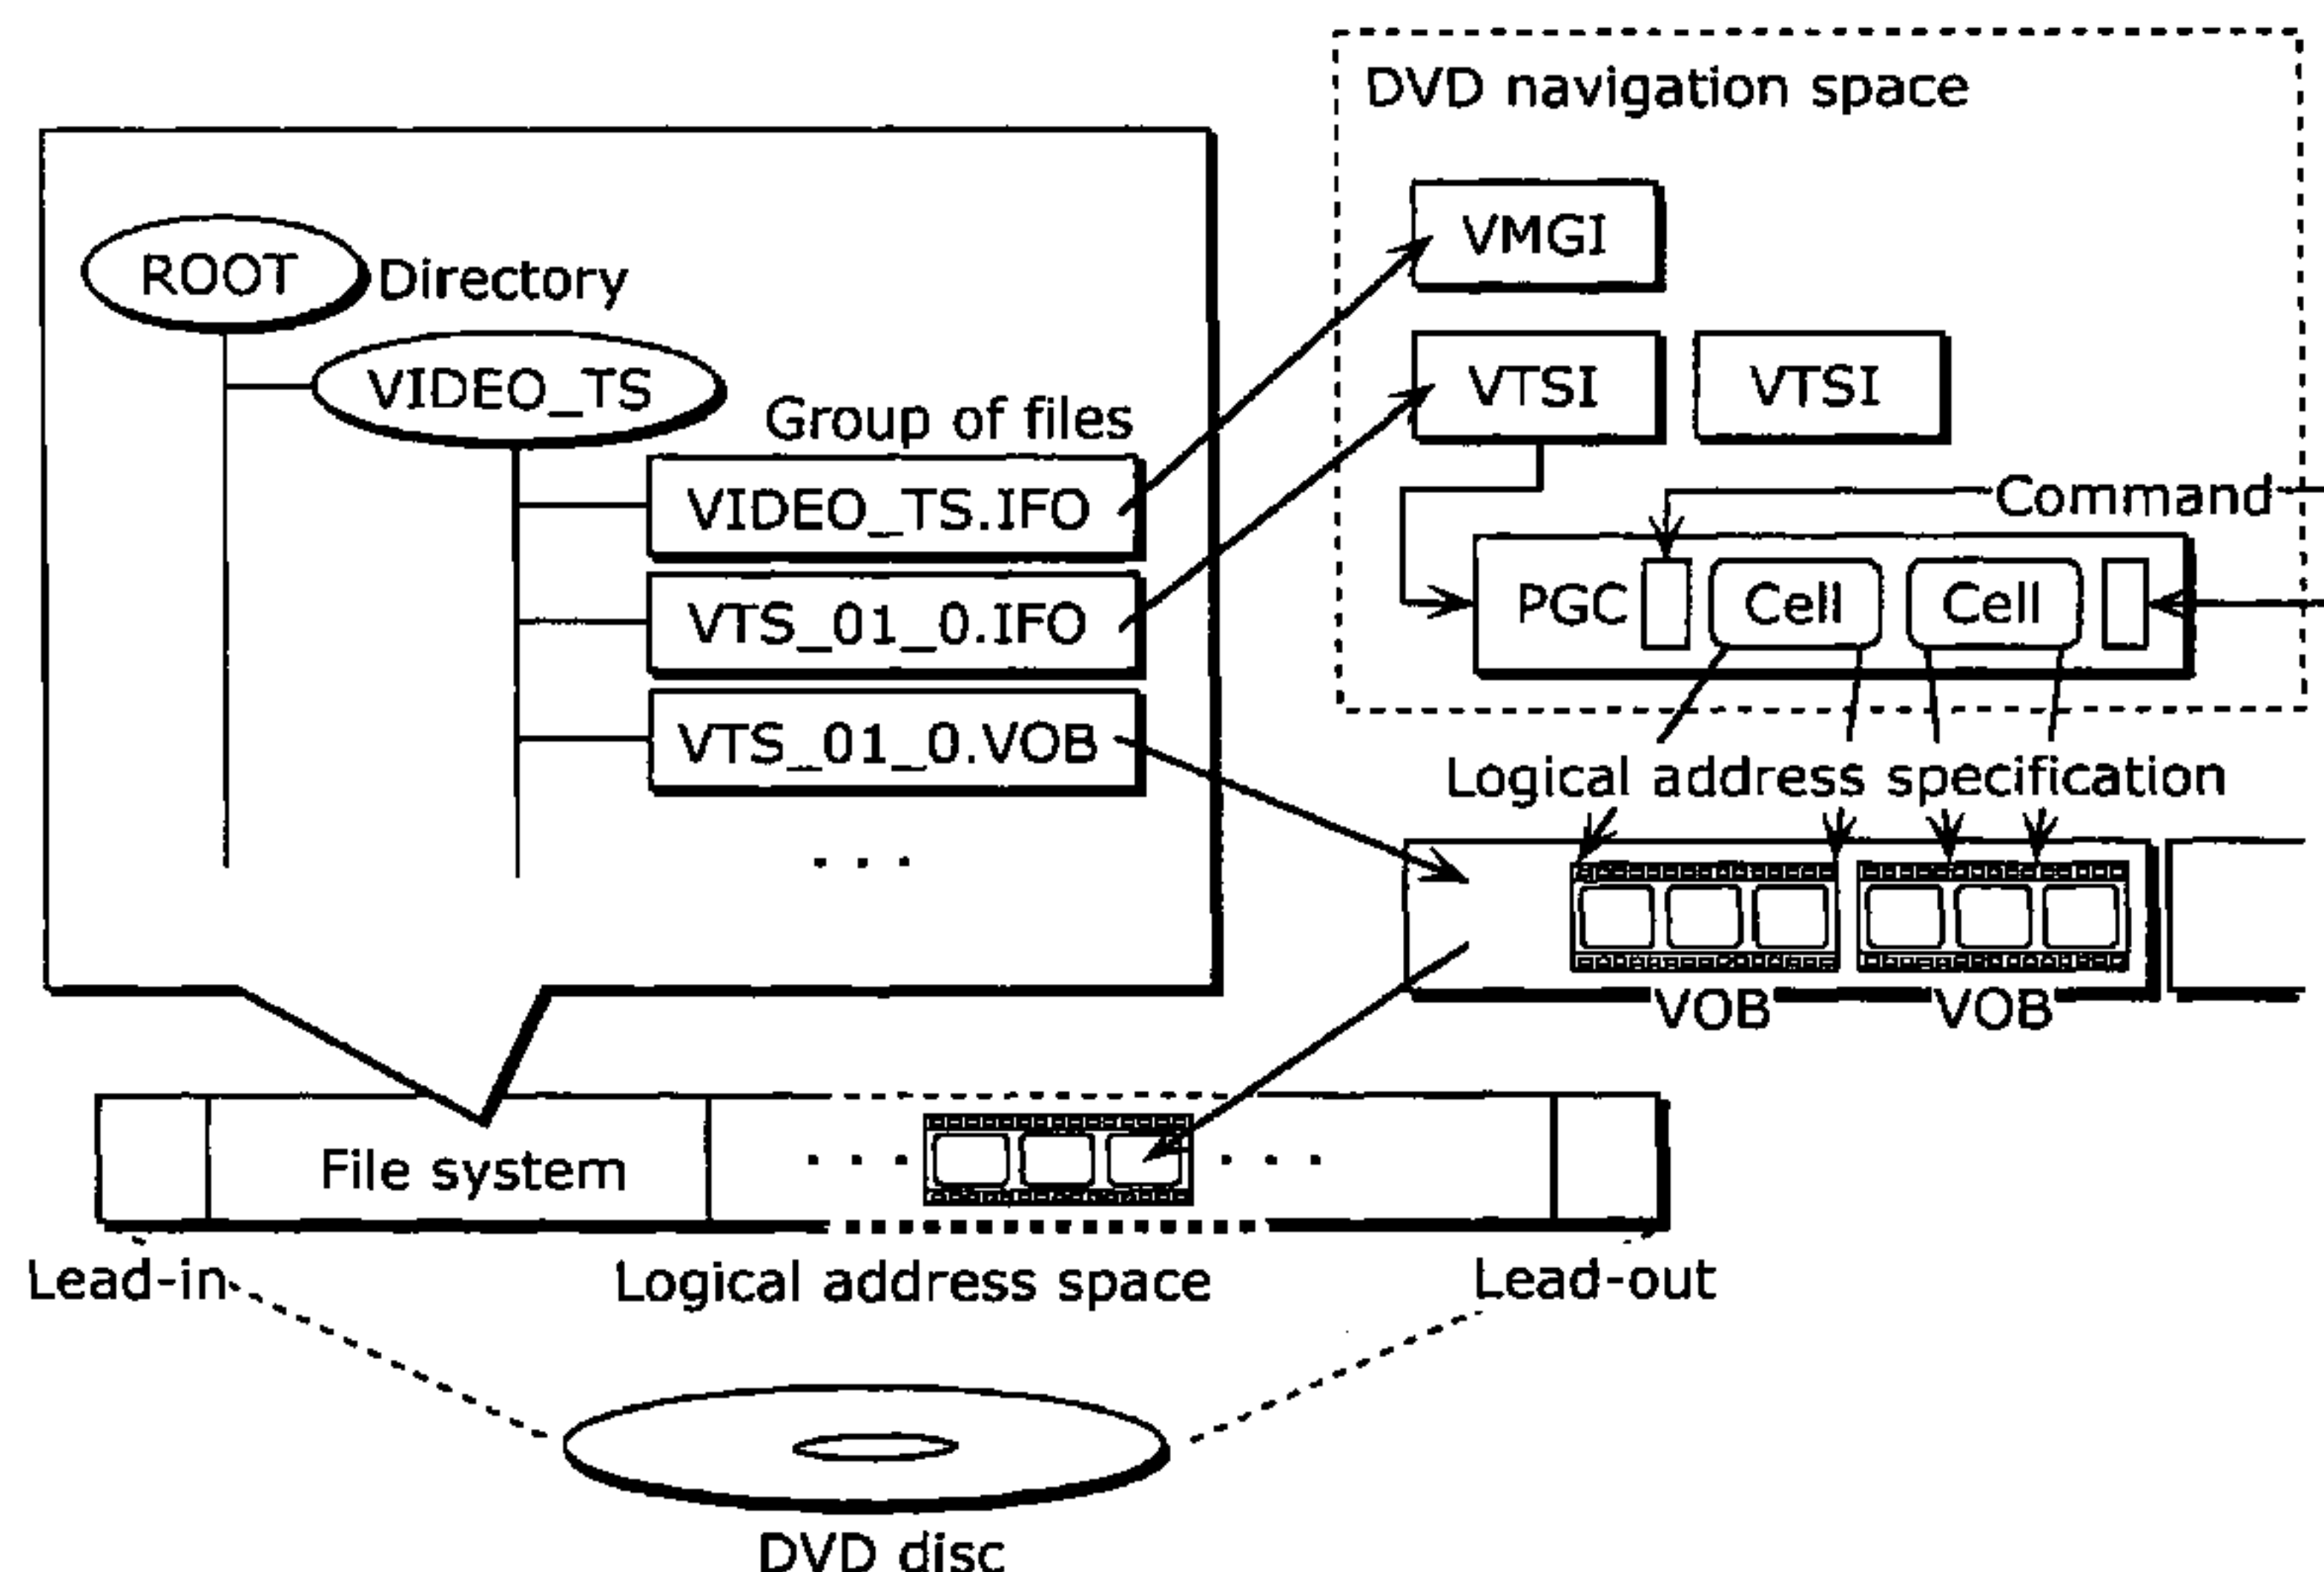 DVD navigation space
VMGI
ROOT
Directory
VIDEO_TS
VTSI
VTSI
Group of files
VIDEO_TS.IFO
Command
VTS_01_0.IFO
PGC
Cell
Cell
VTS_01_0.VOB
Logical address specification
. . .
VOB
VOB
File system
. . .
. . .
Lead-in
Logical address space
Lead-out
DVD disc